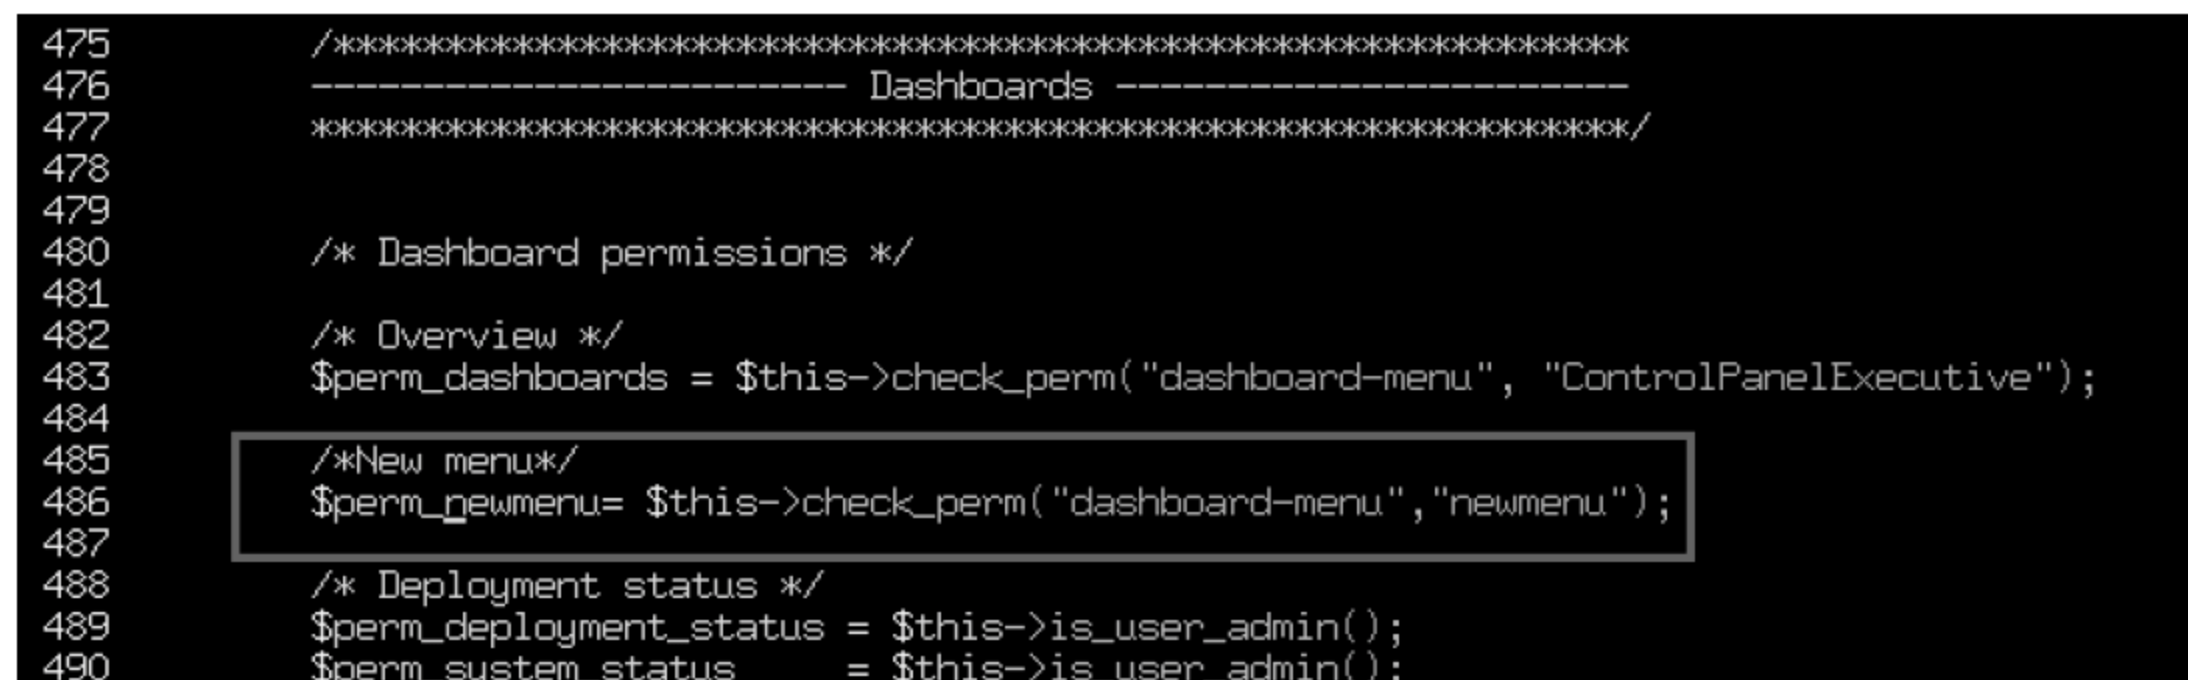 475 /**********************************************************
476 ------------------------ Dashboards -----------------------
477 ***********************************************************/
478
479
480 /* Dashboard permissions */
481
482 /* Overview */
483 $perm_dashboards = $this->check_perm("dashboard-menu", "ControlPanelExecutive");
484
485 /*New menu*/
486 $perm_newmenu= $this->check_perm("dashboard-menu","newmenu");
487
488 /* Deployment status */
489 $perm_deployment_status = $this->is_user_admin();
490 $perm_system_status     = $this->is_user_admin();